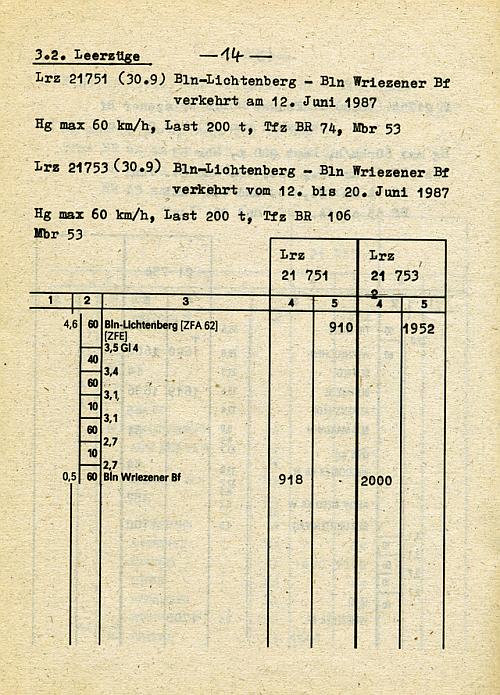 3.2. Leerzüge —14—
Lrz 21751 (30.9) Bln-Lichtenberg - Bln Wriezener Bf
verkehrt am 12. Juni 1987
Hg max 60 km/h, Last 200 t, Tfz BR 74, Mbr 53
Lrz 21753 (30.9) Bln-Lichtenberg - Bln Wriezener Bf
verkehrt vom 12. bis 20. Juni 1987
Hg max 60 km/h, Last 200 t, Tfz BR 106
Mbr 53
Lrz Lrz
21 751 21 753
2
1 2 3 4 5 4 5
4,6 60 Bln-Lichtenberg [ZFA 62] 910 1952
[ZFE]
3,5 Gl 4
40
3,4
60
3,1
10
3,1
60
2,7
10
2,7
0,5 60 Bln Wriezener Bf 918 2000